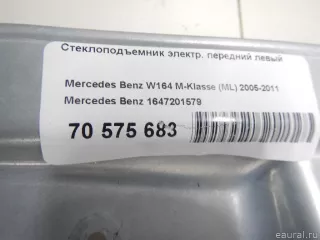 Стеклоподъемник электр. передний левый
Mercedes Benz W164 M-Klasse (ML) 2005-2011
Mercedes Benz 1647201579
70 575 683
eaural.ru